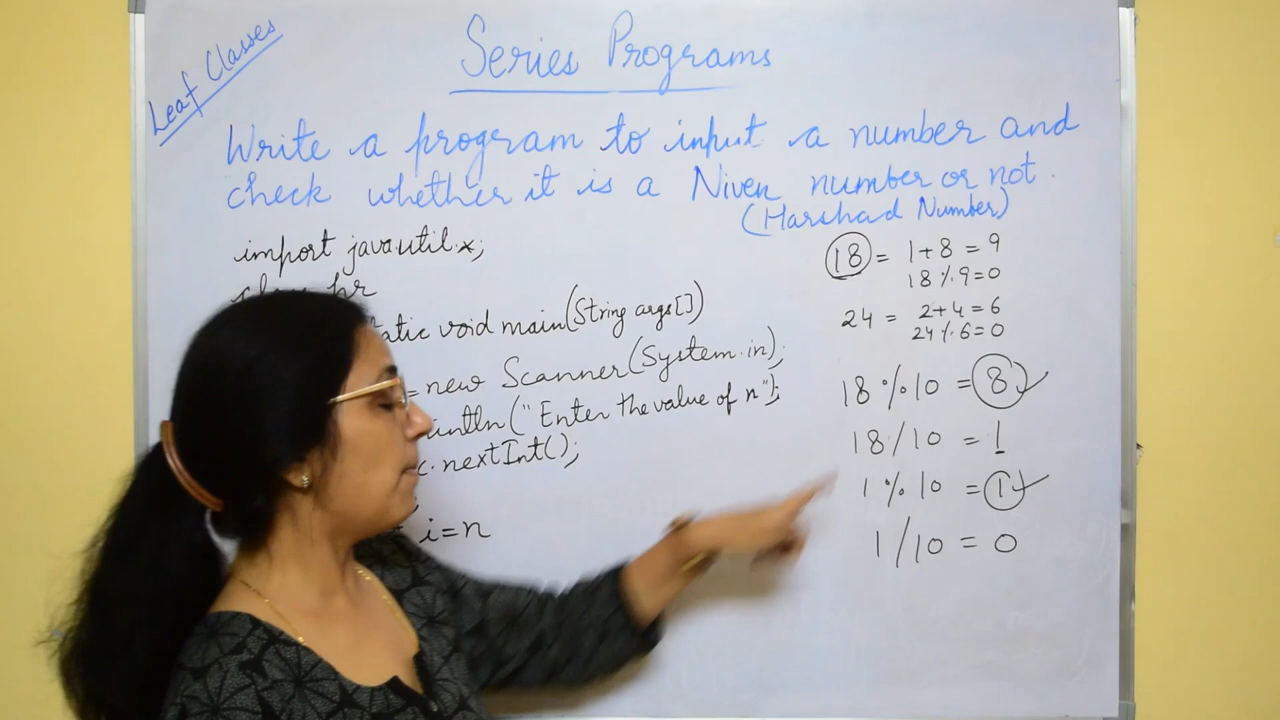 Leaf Classes
Series Programs
Write a program to input a number and
check whether it is a Niven number or not.
(Harshad Number)
import java.util.*;
void main(String args[])
= new Scanner(System.in);
("Enter the value of n");
nextInt();
i=n
18 = 1+8 = 9
18%9=0
24 = 2+4=6
24%6=0
18%10 = 8
18/10 = 1
1%10 = 1
1/10 = 0